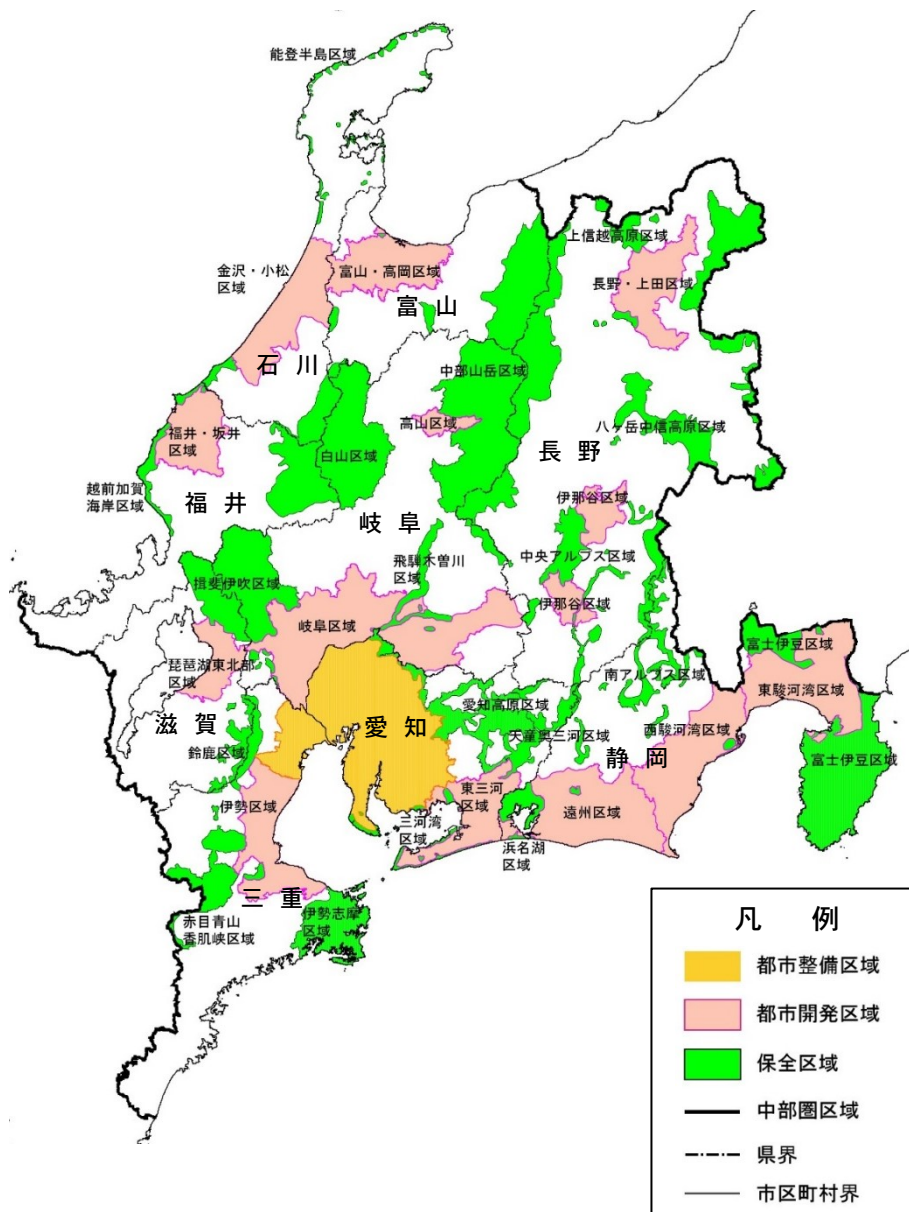 能登半島区域
上信越高原区域
金沢・小松
区域
富山・高岡区域
長野・上田区域
富 山
石 川
中部山岳区域
高山区域
八ヶ岳中信高原区域
福井・坂井
区域
長 野
白山区域
越前加賀
海岸区域
福 井
伊那谷区域
岐 阜
飛騨木曽川
区域
中央アルプス区域
揖斐伊吹区域
伊那谷区域
岐阜区域
富士伊豆区域
琵琶湖東北部
区域
南アルプス区域
東駿河湾区域
愛知高原区域
滋 賀
愛 知
天竜奥三河区域
西駿河湾区域
鈴鹿区域
静 岡
富士伊豆区域
伊勢区域
東三河
区域
遠州区域
三河湾
区域
浜名湖
区域
三 重
伊勢志摩
区域
赤目青山
香肌峡区域
凡 例
都市整備区域
都市開発区域
保全区域
中部圏区域
県界
市区町村界